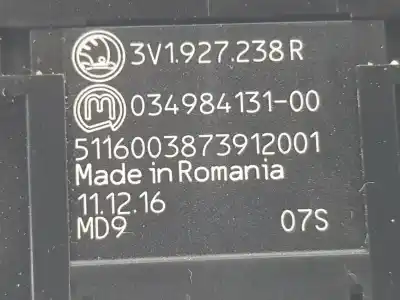 3V1.927.238 R
034984131-00
5116003873912001
Made in Romania
11.12.16
MD9 07S